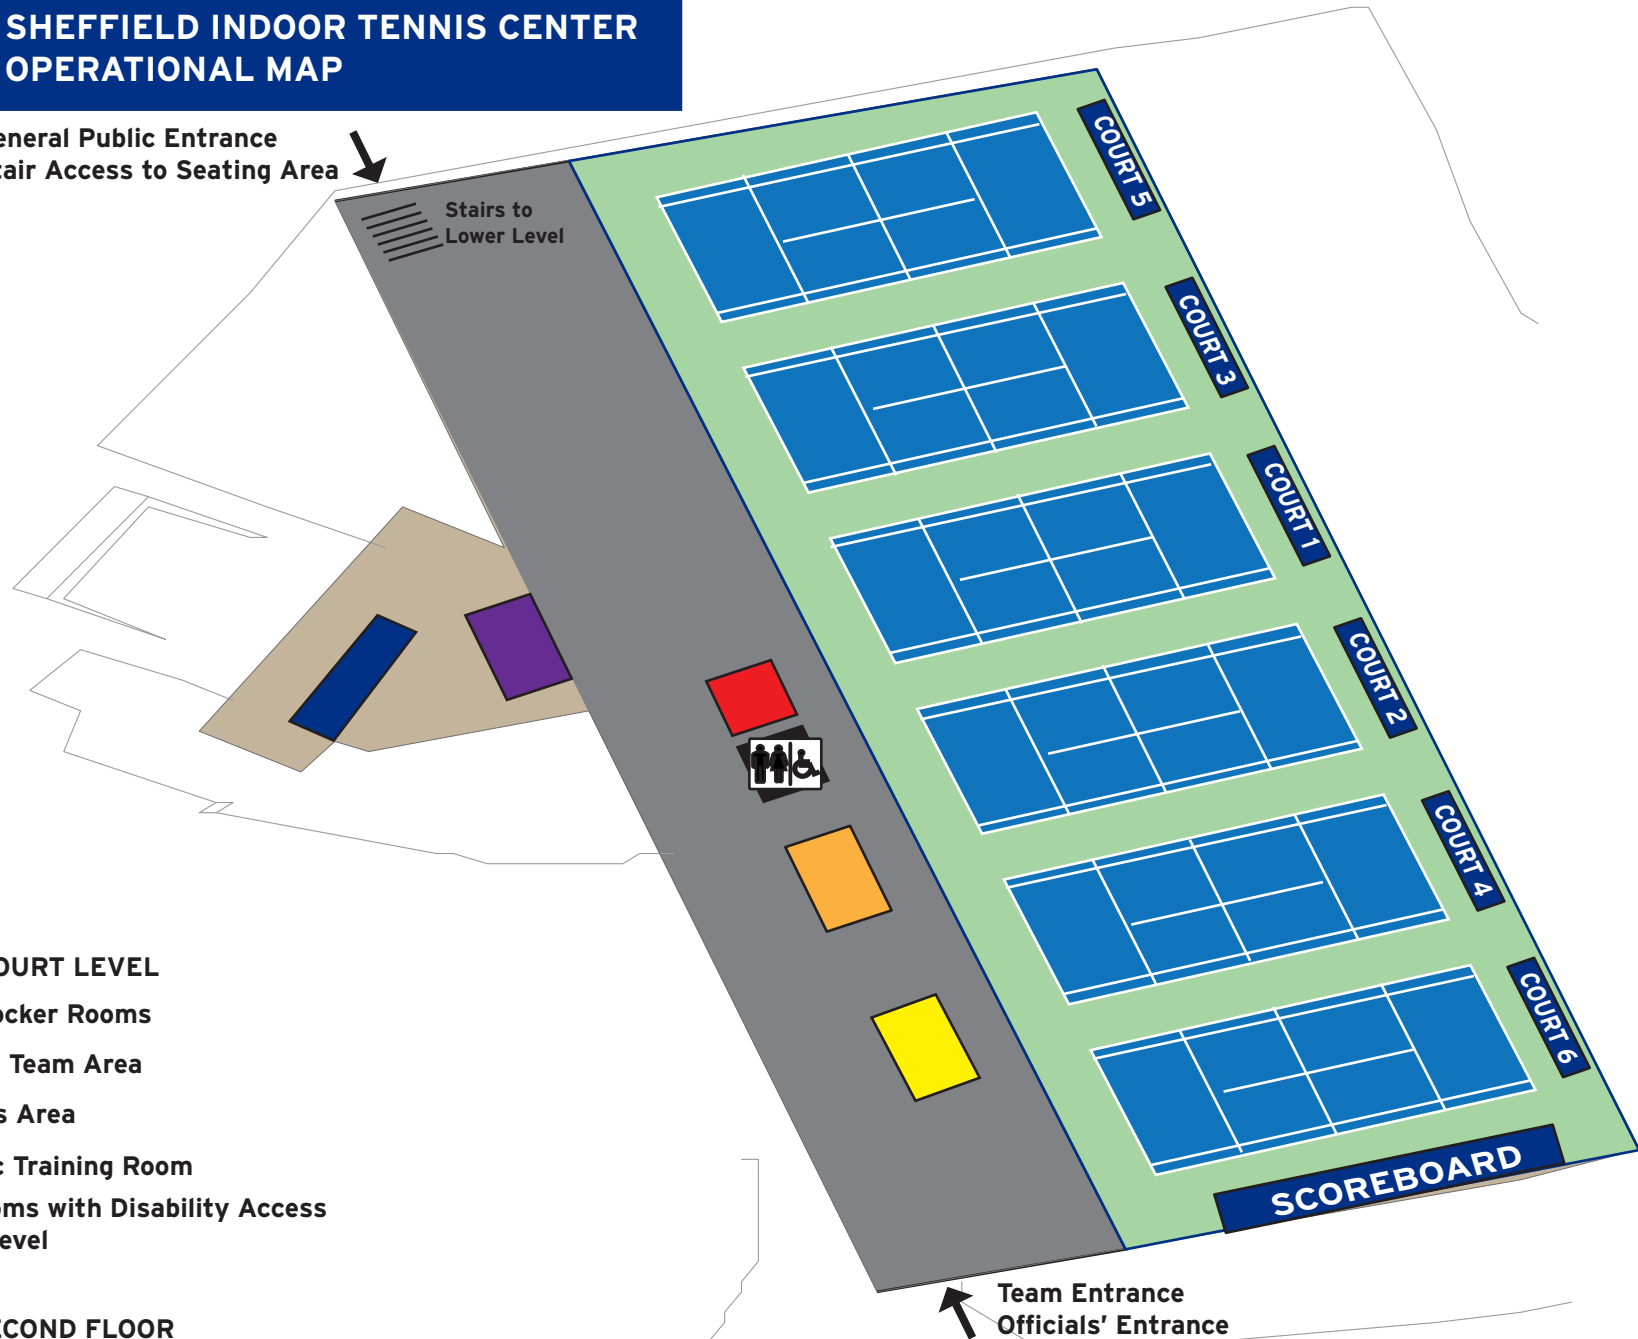 SHEFFIELD INDOOR TENNIS CENTER
OPERATIONAL MAP
eneral Public Entrance
tair Access to Seating Area
Stairs to
Lower Level
COURT 5
COURT 3
COURT 1
COURT 2
COURT 4
COURT 6
SCOREBOARD
OURT LEVEL
ocker Rooms
Team Area
s Area
c Training Room
oms with Disability Access
evel
ECOND FLOOR
Team Entrance
Officials' Entrance